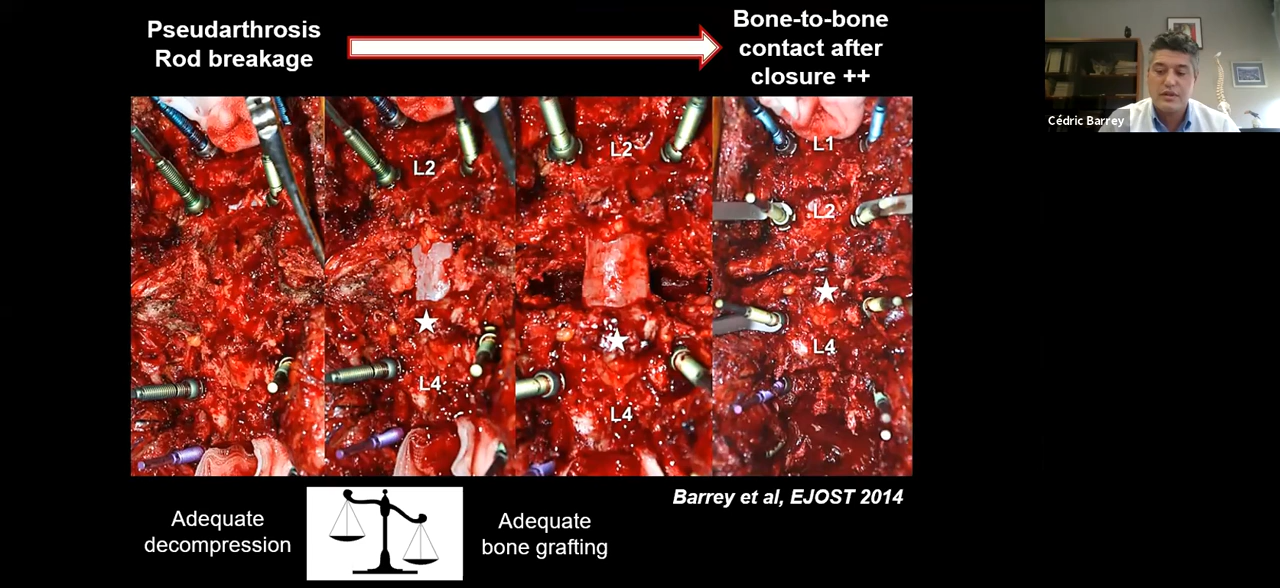 Pseudarthrosis
Rod breakage
Bone-to-bone
contact after
closure ++
Cédric Barrey
L2
L4
L2
L4
L1
L2
L4
Barrey et al, EJOST 2014
Adequate
decompression
Adequate
bone grafting